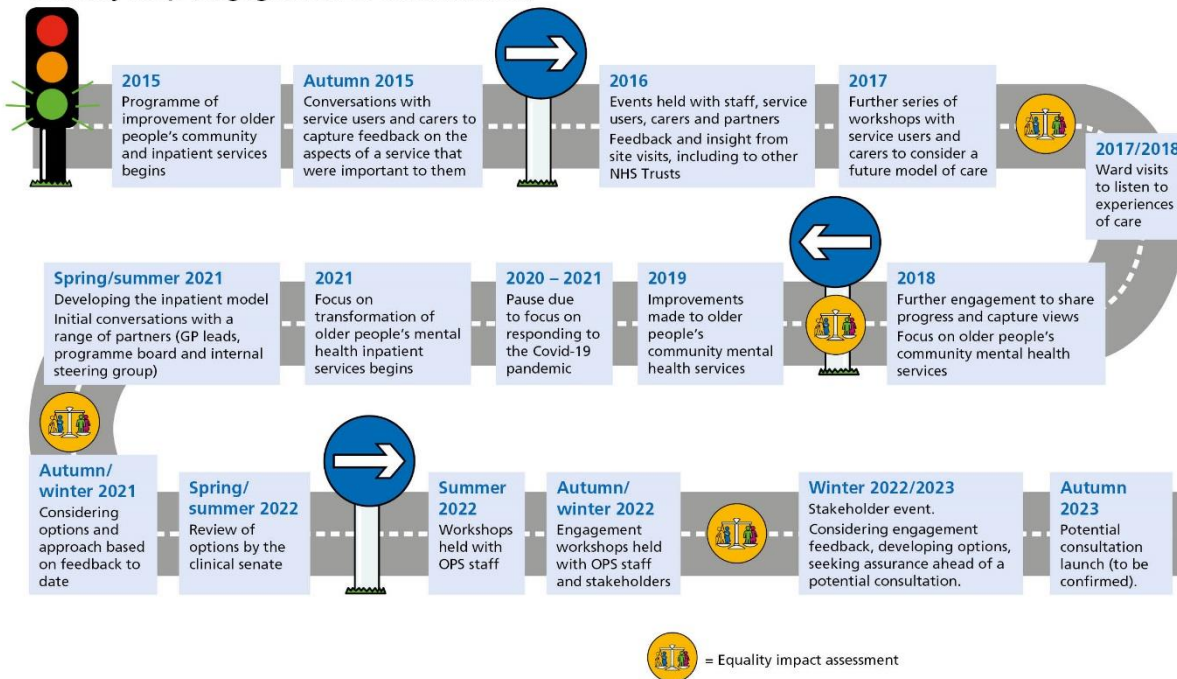 2015
Programme of
improvement for older
people's community
and inpatient services
begins
Autumn 2015
Conversations with
service users and carers to
capture feedback on the
aspects of a service that
were important to them
2016
Events held with staff, service
users, carers and partners
Feedback and insight from
site visits, including to other
NHS Trusts
2017
Further series of
workshops with
service users and
carers to consider a
future model of care
2017/2018
Ward visits
to listen to
experiences
of care
2018
Further engagement to share
progress and capture views
Focus on older people's
community mental health
services
2019
Improvements
made to older
people's
community mental
health services
2020 – 2021
Pause due
to focus on
responding to
the Covid-19
pandemic
2021
Focus on
transformation of
older people's mental
health inpatient
services begins
Spring/summer 2021
Developing the inpatient model
Initial conversations with a
range of partners (GP leads,
programme board and internal
steering group)
Autumn/
winter 2021
Considering
options and
approach based
on feedback to
date
Spring/
summer 2022
Review of
options by the
clinical senate
Summer
2022
Workshops
held with
OPS staff
Autumn/
winter 2022
Engagement
workshops held
with OPS staff
and stakeholders
Winter 2022/2023
Stakeholder event.
Considering engagement
feedback, developing options,
seeking assurance ahead of a
potential consultation.
Autumn
2023
Potential
consultation
launch (to be
confirmed).
= Equality impact assessment